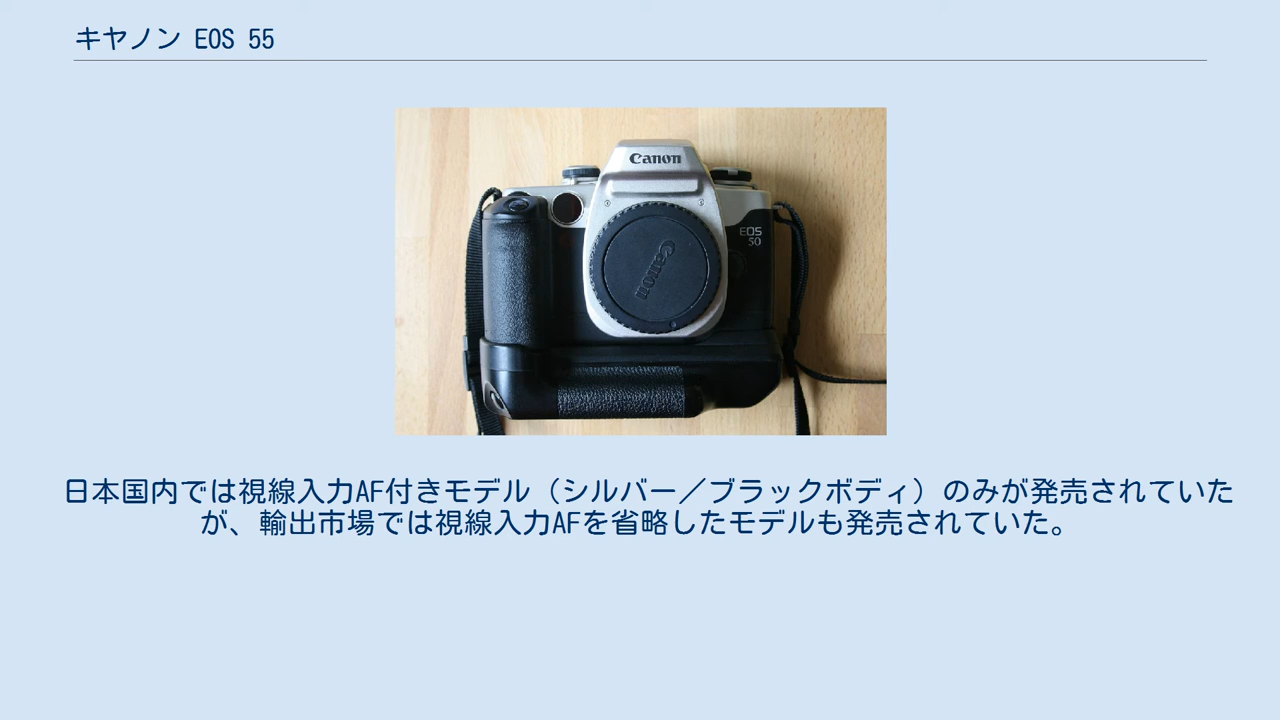 キヤノン EOS 55
Canon
EOS
50
Canon
日本国内では視線入力AF付きモデル（シルバー／ブラックボディ）のみが発売されていた
が、輸出市場では視線入力AFを省略したモデルも発売されていた。